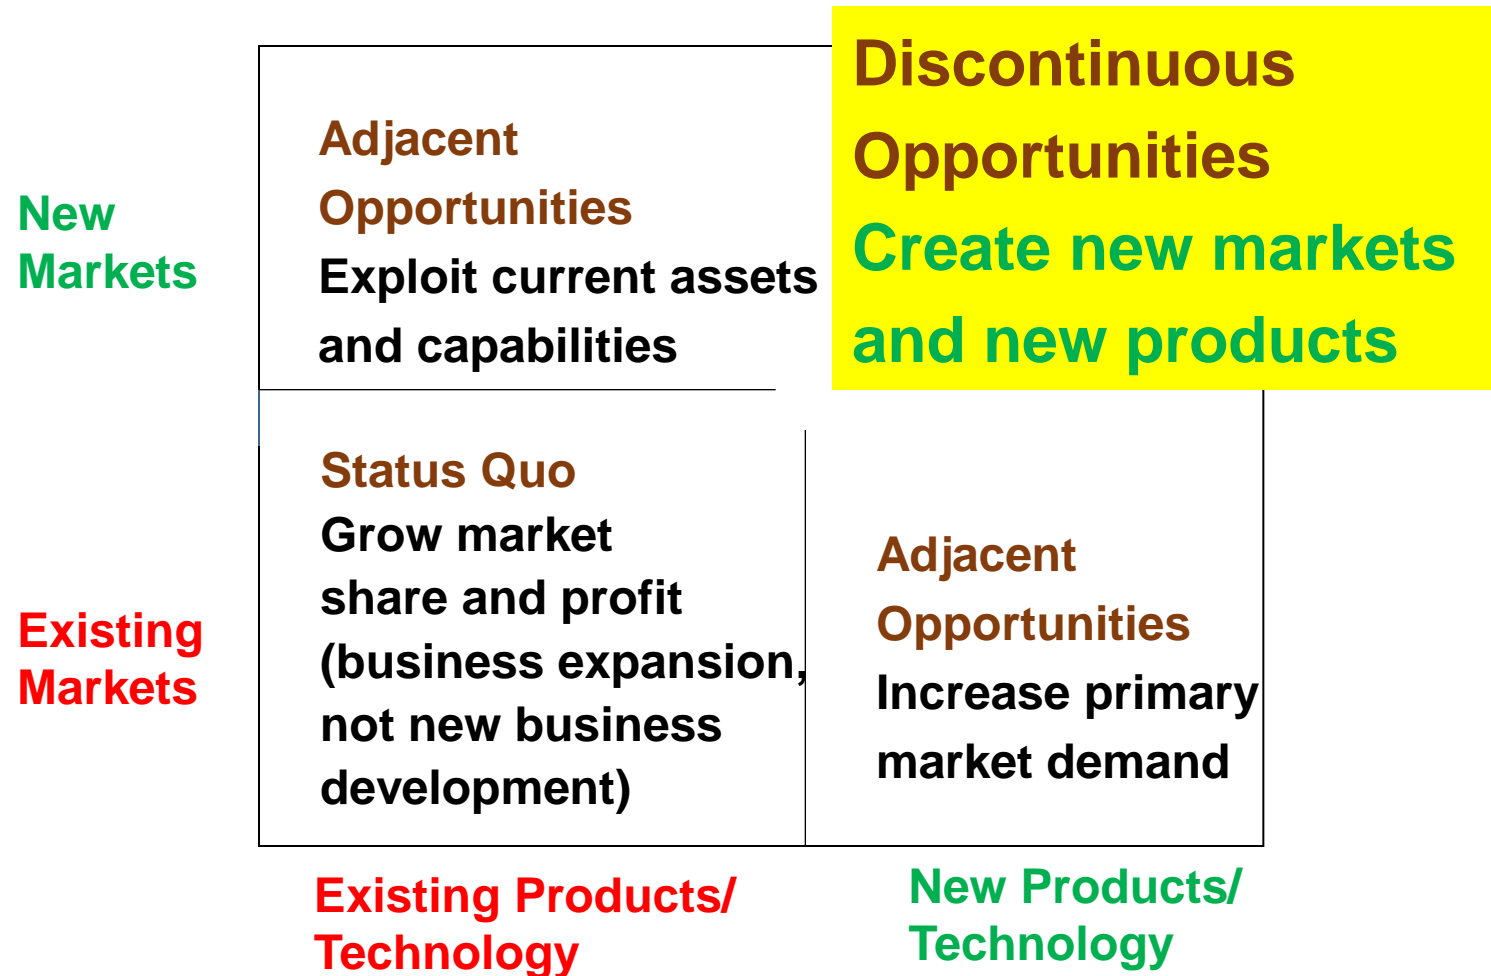 New
Markets
Adjacent
Opportunities
Exploit current assets
and capabilities
Discontinuous
Opportunities
Create new markets
and new products
Existing
Markets
Status Quo
Grow market
share and profit
(business expansion,
not new business
development)
Adjacent
Opportunities
Increase primary
market demand
Existing Products/
Technology
New Products/
Technology